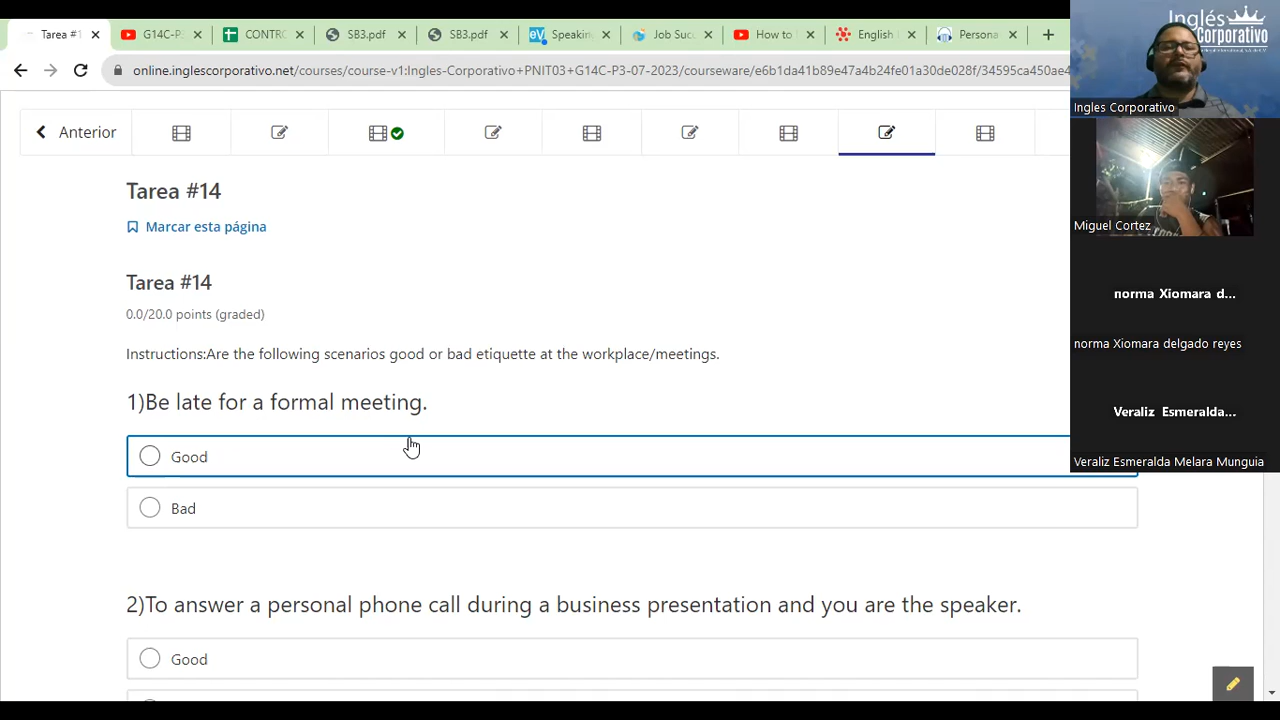 Tarea #1
G14C-P3
CONTRO
SB3.pdf
SB3.pdf
Speakin
Job Suc
How to
English
Persona
online.inglescorporativo.net/courses/course-v1:Ingles-Corporativo+PNIT03+G14C-P3-07-2023/courseware/e6b1da41b89e47a4b24fe01a30de028f/34595ca450ae4
Anterior
Tarea #14
Marcar esta página
Tarea #14
0.0/20.0 points (graded)
Instructions:Are the following scenarios good or bad etiquette at the workplace/meetings.
1)Be late for a formal meeting.
Good
Bad
2)To answer a personal phone call during a business presentation and you are the speaker.
Good
Inglés
Corporativo
Ingles Corporativo
Miguel Cortez
norma Xiomara d...
norma Xiomara delgado reyes
Veraliz Esmeralda...
Veraliz Esmeralda Melara Munguia